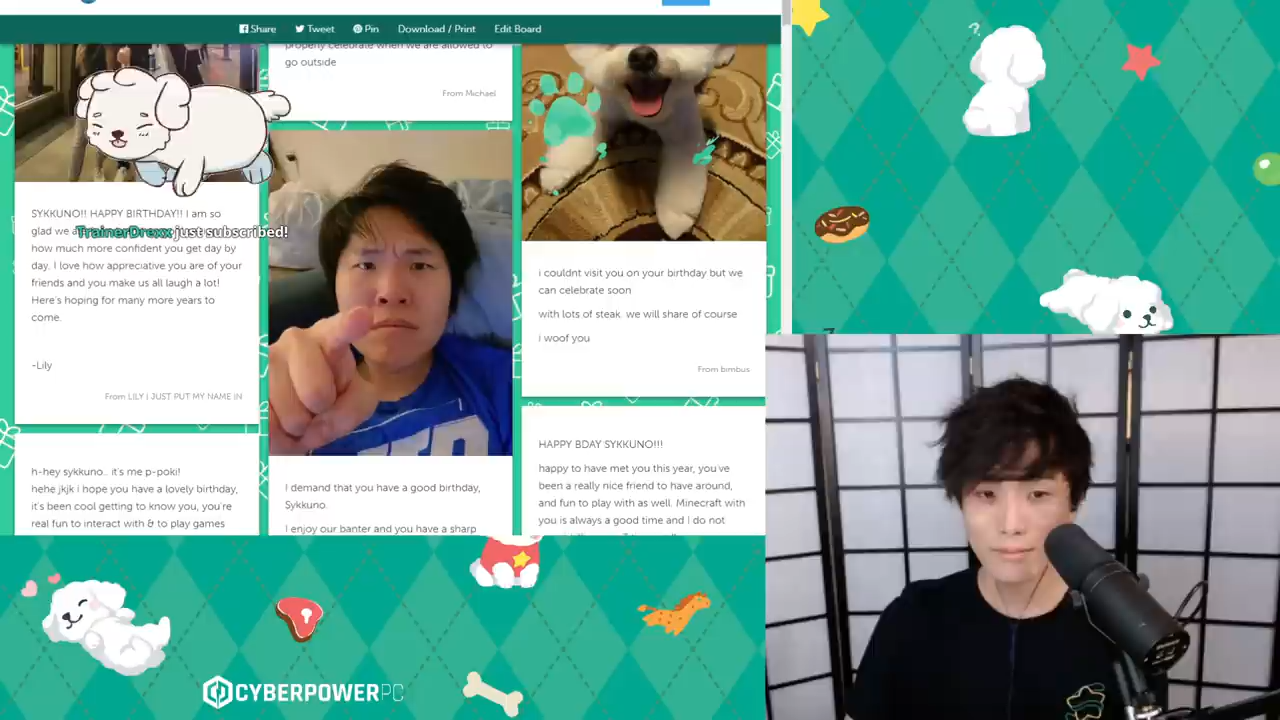 Share
Tweet
Pin
Download / Print
Edit Board
properly celebrate when we are allowed to
go outside
From Michael
SYKKUNO!! HAPPY BIRTHDAY!! I am so
glad we a
TrainerDrexx just subscribed!
how much more confident you get day by
day. I love how appreciative you are of your
friends and you make us all laugh a lot!
Here's hoping for many more years to
come.
-Lily
From LILY I JUST PUT MY NAME IN
h-hey sykkuno.. it's me p-poki!
hehe jkjk i hope you have a lovely birthday,
it's been cool getting to know you, you're
real fun to interact with & to play games
I demand that you have a good birthday,
Sykkuno.
I enjoy our banter and you have a sharp
i couldnt visit you on your birthday but we
can celebrate soon
with lots of steak. we will share of course
i woof you
From bimbus
HAPPY BDAY SYKKUNO!!!
happy to have met you this year, you've
been a really nice friend to have around,
and fun to play with as well. Minecraft with
you is always a good time and I do not
?
CYBERPOWERPC